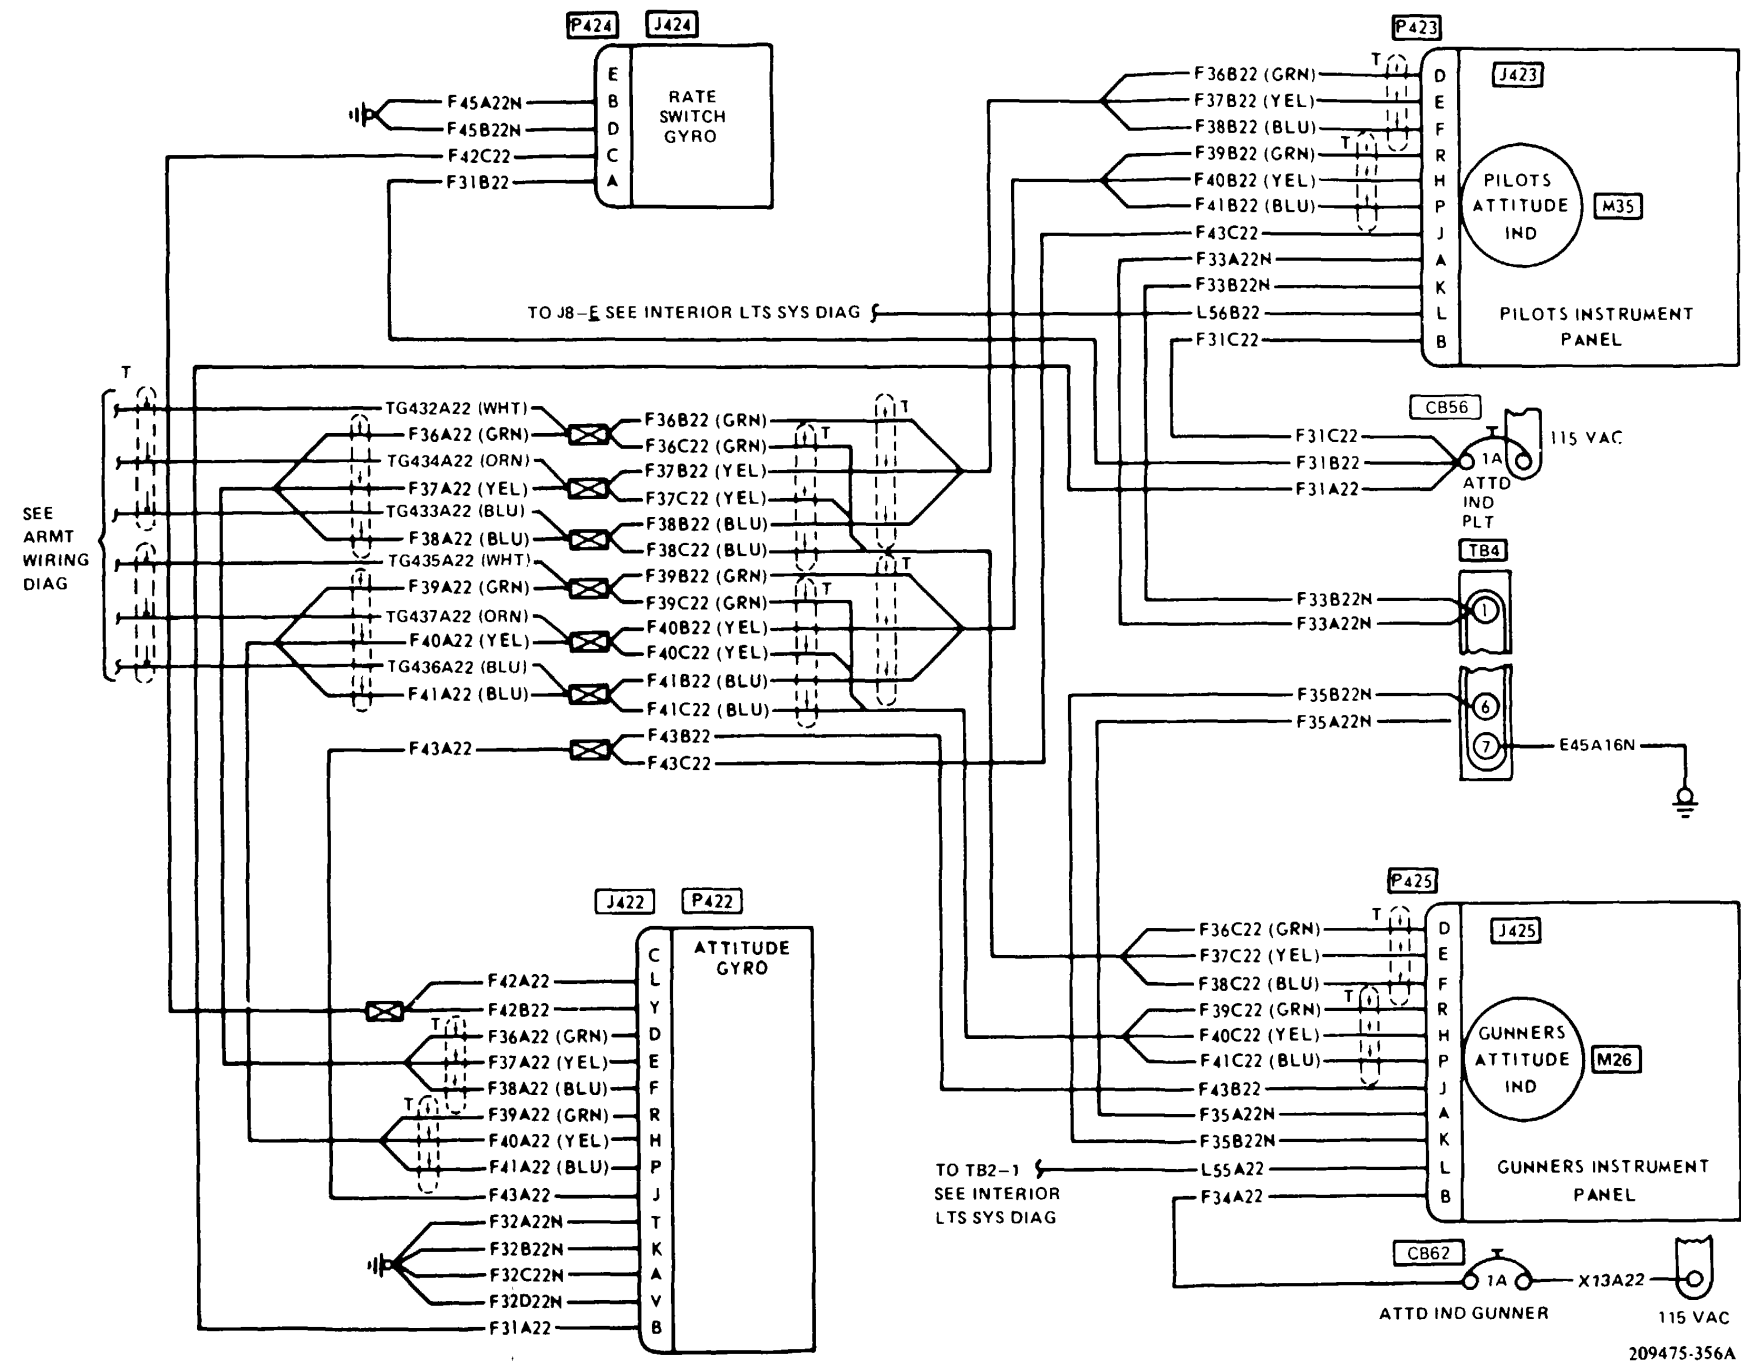 P424 J424
E
B
D
C
A
RATE
SWITCH
GYRO
F45A22N
F45B22N
F42C22
F31B22
P423
J423
T
F36B22 (GRN) D
F37B22 (YEL) E
F38B22 (BLU) F
T
F39B22 (GRN) R
F40B22 (YEL) H
F41B22 (BLU) P
F43C22 J
F33A22N A
F33B22N K
L56B22 L
F31C22 B
PILOTS
ATTITUDE
IND
M35
PILOTS INSTRUMENT
PANEL
TO J8-E SEE INTERIOR LTS SYS DIAG
T
SEE
ARMT
WIRING
DIAG
TG432A22 (WHT)
F36A22 (GRN)
TG434A22 (ORN)
F37A22 (YEL)
TG433A22 (BLU)
F38A22 (BLU)
TG435A22 (WHT)
F39A22 (GRN)
TG437A22 (ORN)
F40A22 (YEL)
TG436A22 (BLU)
F41A22 (BLU)
F43A22
F36B22 (GRN)
F36C22 (GRN)
F37B22 (YEL)
F37C22 (YEL)
F38B22 (BLU)
F38C22 (BLU)
F39B22 (GRN)
F39C22 (GRN)
F40B22 (YEL)
F40C22 (YEL)
F41B22 (BLU)
F41C22 (BLU)
F43B22
F43C22
T
T
T
T
CB56
115 VAC
F31C22
F31B22
F31A22
1A
ATTD
IND
PLT
TB4
F33B22N
F33A22N
1
F35B22N
F35A22N
6
7
E45A16N
J422 P422
ATTITUDE
GYRO
C
F42A22 L
F42B22 Y
T
F36A22 (GRN) D
F37A22 (YEL) E
F38A22 (BLU) F
T
F39A22 (GRN) R
F40A22 (YEL) H
F41A22 (BLU) P
F43A22 J
F32A22N T
F32B22N K
F32C22N A
F32D22N V
F31A22 B
P425
J425
T
F36C22 (GRN) D
F37C22 (YEL) E
F38C22 (BLU) F
T
F39C22 (GRN) R
F40C22 (YEL) H
F41C22 (BLU) P
F43B22 J
F35A22N A
F35B22N K
L55A22 L
F34A22 B
GUNNERS
ATTITUDE
IND
M26
GUNNERS INSTRUMENT
PANEL
TO TB2-1
SEE INTERIOR
LTS SYS DIAG
CB62
1A
X13A22
ATTD IND GUNNER
115 VAC
209475-356A